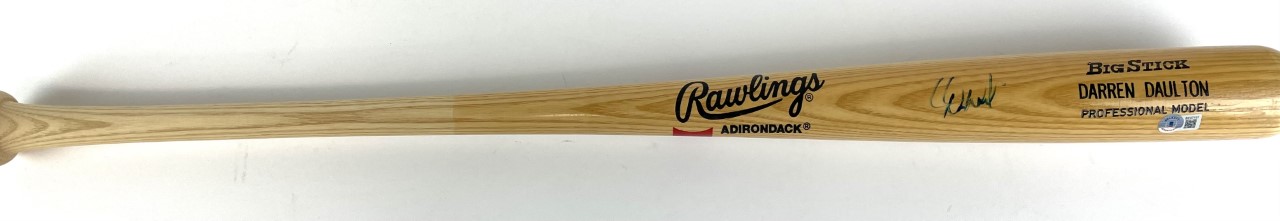 Rawlings®
ADIRONDACK®
BIG STICK
DARREN DAULTON
PROFESSIONAL MODEL